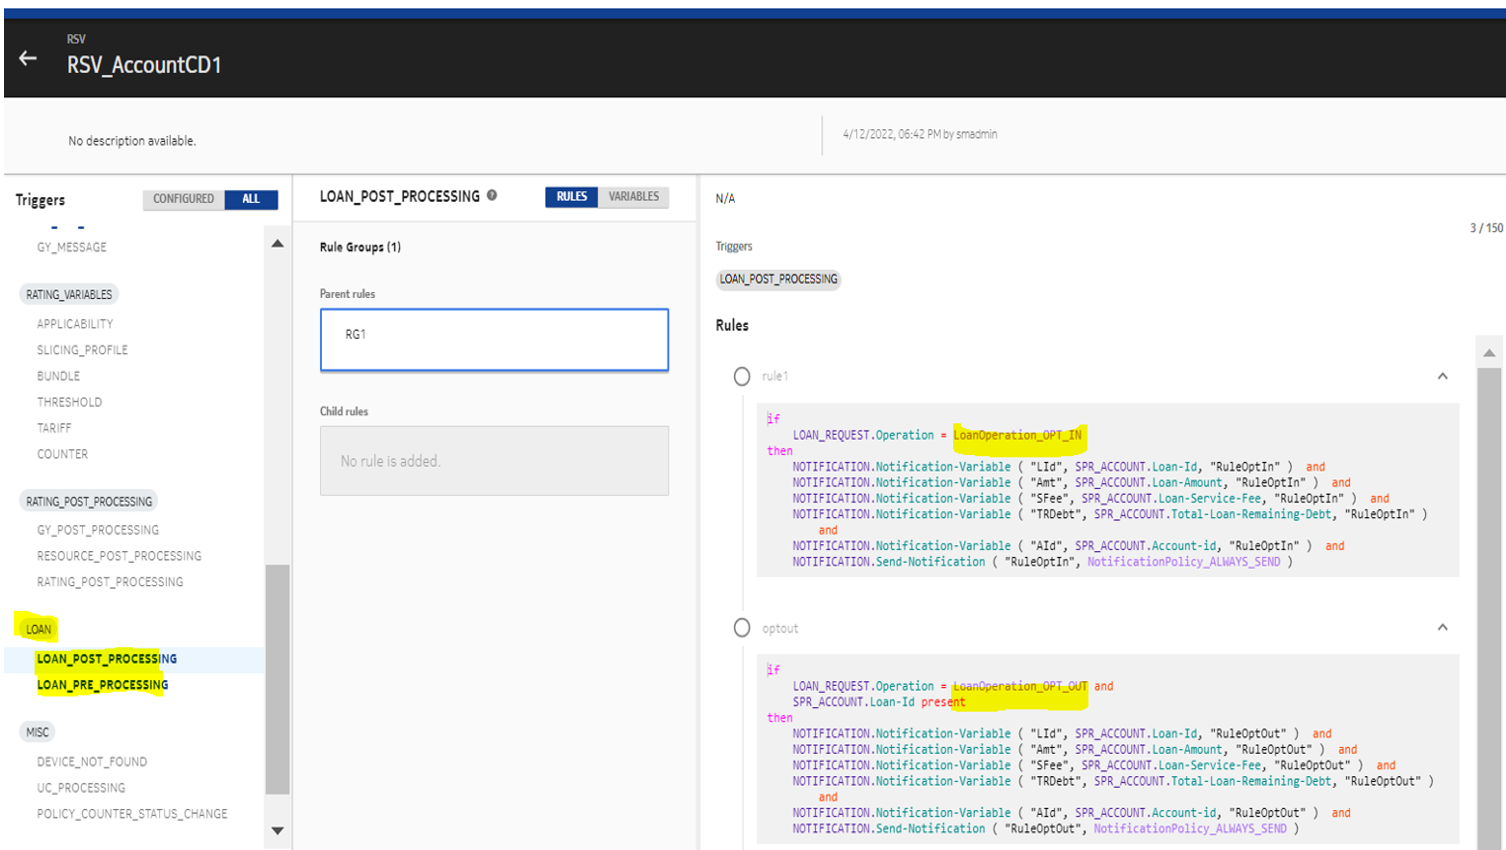 RSV
RSV_AccountCD1
No description available.
4/12/2022, 06:42 PM by smadmin
Triggers
CONFIGURED
ALL
GY_MESSAGE
RATING_VARIABLES
APPLICABILITY
SLICING_PROFILE
BUNDLE
THRESHOLD
TARIFF
COUNTER
RATING_POST_PROCESSING
GY_POST_PROCESSING
RESOURCE_POST_PROCESSING
RATING_POST_PROCESSING
LOAN
LOAN_POST_PROCESSING
LOAN_PRE_PROCESSING
MISC
DEVICE_NOT_FOUND
UC_PROCESSING
POLICY_COUNTER_STATUS_CHANGE
LOAN_POST_PROCESSING
RULES
VARIABLES
Rule Groups (1)
Parent rules
RG1
Child rules
No rule is added.
N/A
3 / 150
Triggers
LOAN_POST_PROCESSING
Rules
rule1
if
LOAN_REQUEST.Operation = LoanOperation_OPT_IN
then
NOTIFICATION.Notification-Variable ( "LId", SPR_ACCOUNT.Loan-Id, "RuleOptIn" ) and
NOTIFICATION.Notification-Variable ( "Amt", SPR_ACCOUNT.Loan-Amount, "RuleOptIn" ) and
NOTIFICATION.Notification-Variable ( "SFee", SPR_ACCOUNT.Loan-Service-Fee, "RuleOptIn" ) and
NOTIFICATION.Notification-Variable ( "TRDebt", SPR_ACCOUNT.Total-Loan-Remaining-Debt, "RuleOptIn" )
and
NOTIFICATION.Notification-Variable ( "AId", SPR_ACCOUNT.Account-id, "RuleOptIn" ) and
NOTIFICATION.Send-Notification ( "RuleOptIn", NotificationPolicy_ALWAYS_SEND )
optout
if
LOAN_REQUEST.Operation = LoanOperation_OPT_OUT and
SPR_ACCOUNT.Loan-Id present
then
NOTIFICATION.Notification-Variable ( "LId", SPR_ACCOUNT.Loan-Id, "RuleOptOut" ) and
NOTIFICATION.Notification-Variable ( "Amt", SPR_ACCOUNT.Loan-Amount, "RuleOptOut" ) and
NOTIFICATION.Notification-Variable ( "SFee", SPR_ACCOUNT.Loan-Service-Fee, "RuleOptOut" ) and
NOTIFICATION.Notification-Variable ( "TRDebt", SPR_ACCOUNT.Total-Loan-Remaining-Debt, "RuleOptOut" )
and
NOTIFICATION.Notification-Variable ( "AId", SPR_ACCOUNT.Account-id, "RuleOptOut" ) and
NOTIFICATION.Send-Notification ( "RuleOptOut", NotificationPolicy_ALWAYS_SEND )